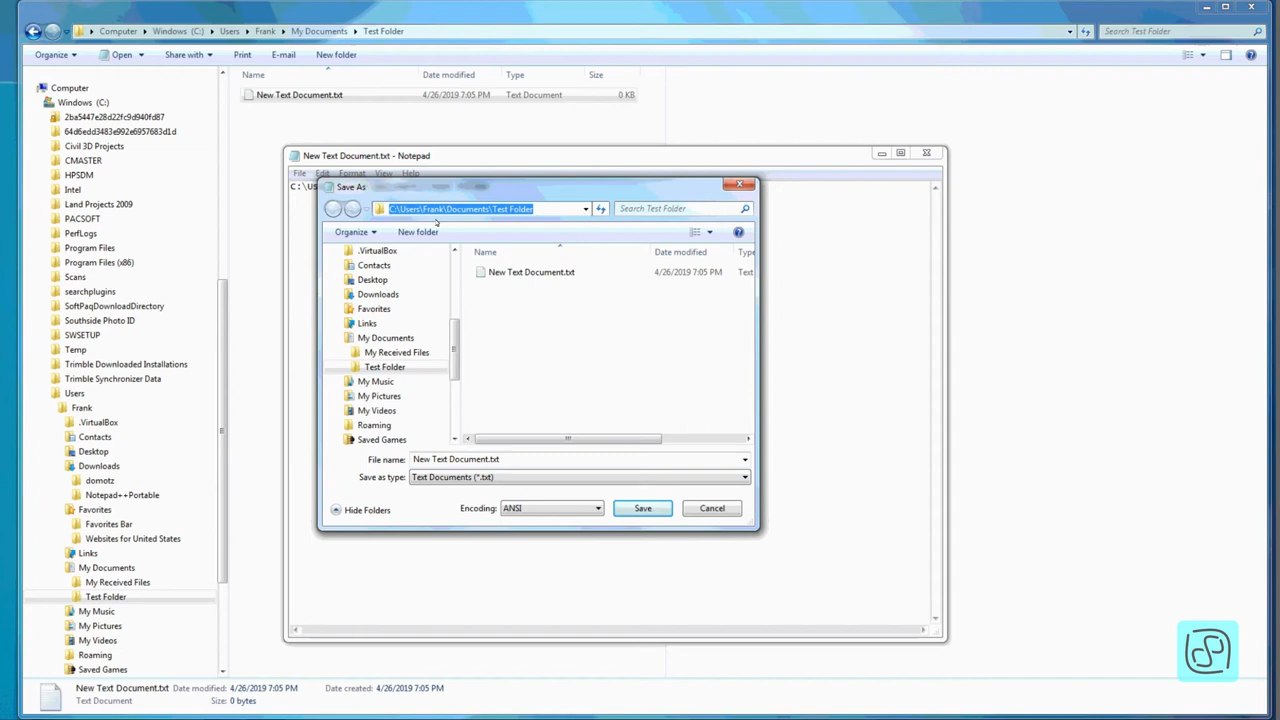 Computer Windows (C:) Users Frank My Documents Test Folder Search Test Folder
Organize Open Share with Print E-mail New folder
Name Date modified Type Size
New Text Document.txt 4/26/2019 7:05 PM Text Document 0 KB
Computer
Windows (C:)
2ba5447e28d22fc9d940fd87
64d6edd3483e992e6957683d1d
Civil 3D Projects
CMASTER
HPSDM
Intel
Land Projects 2009
PACSOFT
PerfLogs
Program Files
Program Files (x86)
Scans
searchplugins
SoftPaqDownloadDirectory
Southside Photo ID
SWSETUP
Temp
Trimble Downloaded Installations
Trimble Synchronizer Data
Users
Frank
.VirtualBox
Contacts
Desktop
Downloads
domotz
Notepad++Portable
Favorites
Favorites Bar
Websites for United States
Links
My Documents
My Received Files
Test Folder
My Music
My Pictures
My Videos
Roaming
Saved Games
New Text Document.txt - Notepad
File Edit Format View Help
Save As
C:\Users\Frank\Documents\Test Folder Search Test Folder
Organize New folder
.VirtualBox
Contacts
Desktop
Downloads
Favorites
Links
My Documents
My Received Files
Test Folder
My Music
My Pictures
My Videos
Roaming
Saved Games
Name Date modified Type
New Text Document.txt 4/26/2019 7:05 PM Text
File name: New Text Document.txt
Save as type: Text Documents (*.txt)
Hide Folders Encoding: ANSI Save Cancel
New Text Document.txt Date modified: 4/26/2019 7:05 PM Date created: 4/26/2019 7:05 PM
Text Document Size: 0 bytes